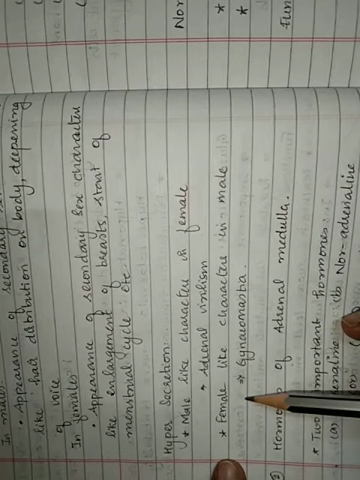 In males
secondary sex
• Appearance of
like hair distribution on body, deepening
of voice
In females
• Appearance of secondary sex character
like enlargement of breasts, start of
menstrual cycle etc
Hyper Secretion:
* Male like character in female
• Adrenal virilism
* Female like character in male
⇒ Gynaecomastia
Hormones of Adrenal medulla.
* Two important hormones:
(a) Adrenaline (b) Nor-adrenaline
Nor
*
*
Fun